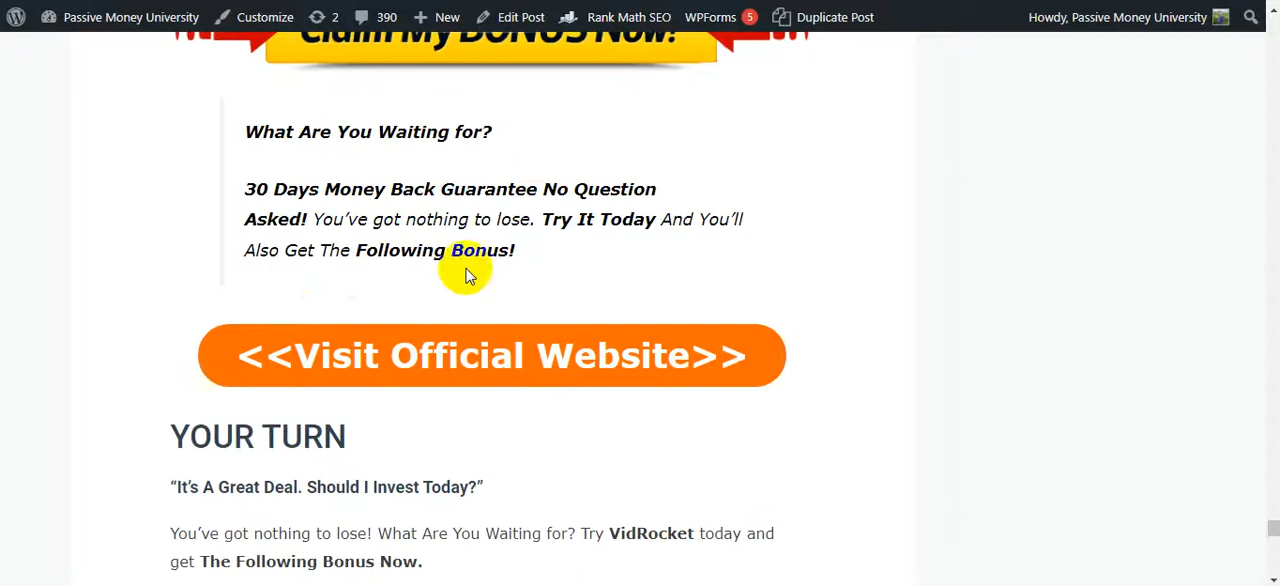 Passive Money University Customize 2 390 New Edit Post Rank Math SEO WPForms 5 Duplicate Post Howdy, Passive Money University
Claim My BONUS Now!
What Are You Waiting for?
30 Days Money Back Guarantee No Question
Asked! You’ve got nothing to lose. Try It Today And You’ll
Also Get The Following Bonus!
<<Visit Official Website>>
YOUR TURN
“It’s A Great Deal. Should I Invest Today?”
You’ve got nothing to lose! What Are You Waiting for? Try VidRocket today and
get The Following Bonus Now.